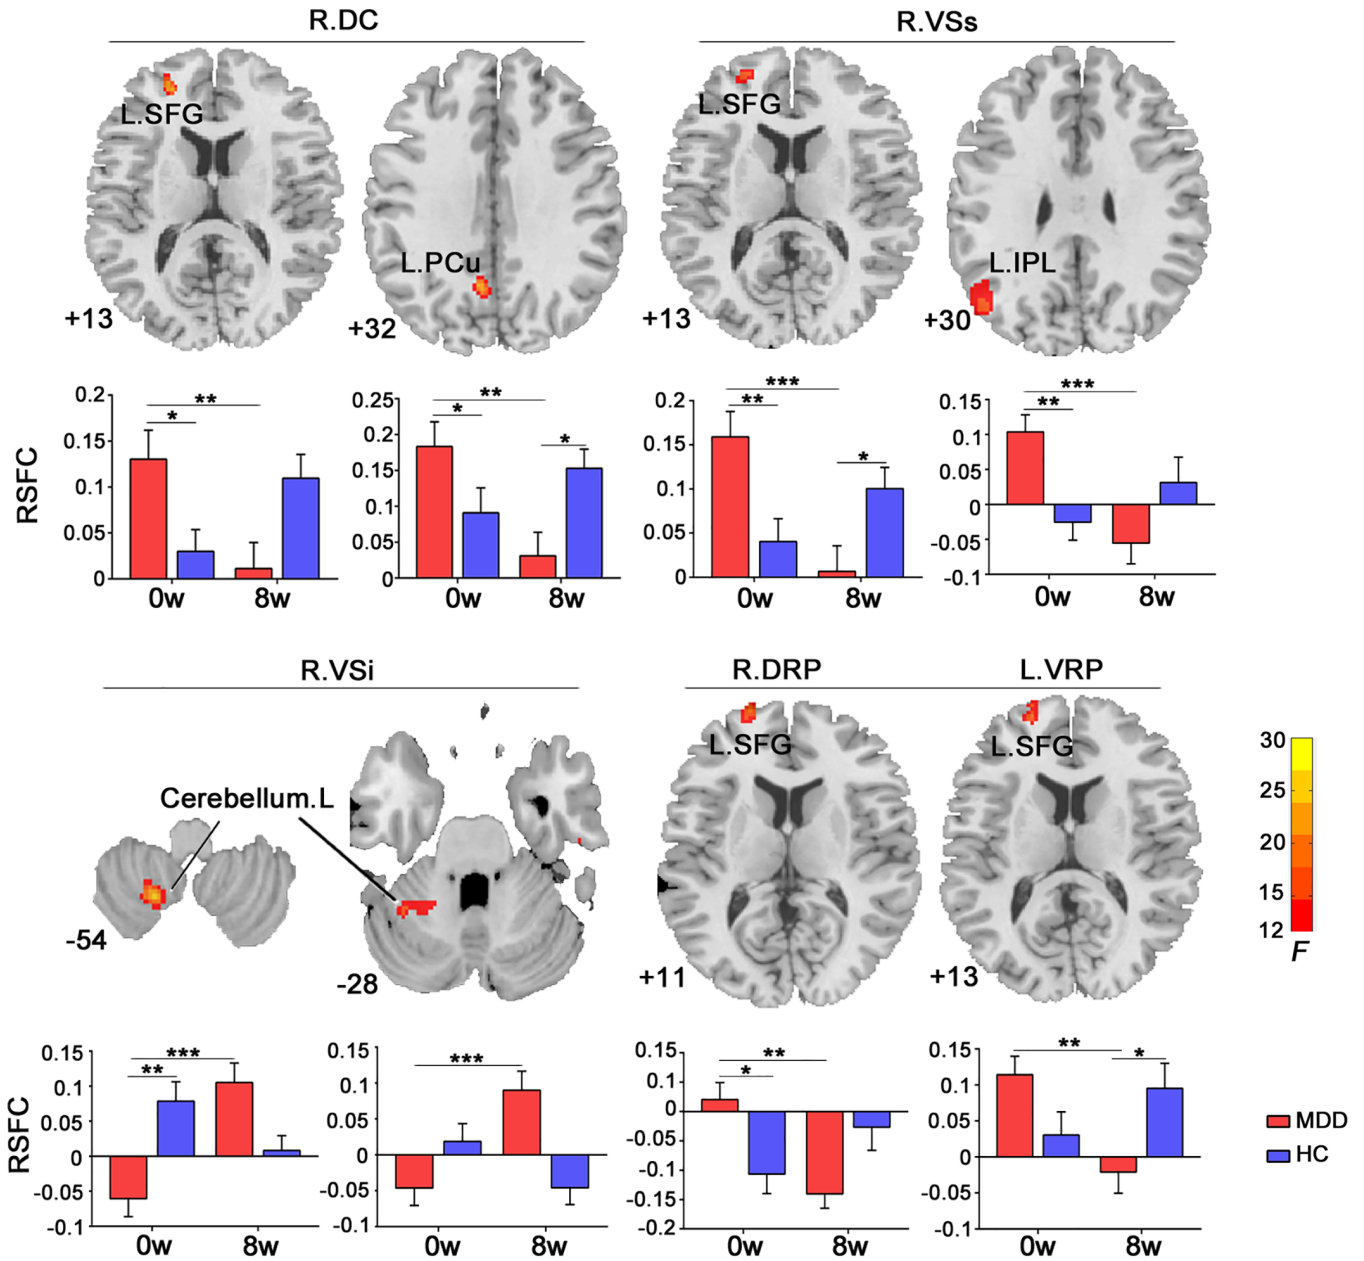 R.DC
R.VSs
L.SFG
L.PCu
L.SFG
L.IPL
+13
+32
+13
+30
RSFC
0.2
0.15
0.1
0.05
0
*
**
0w
8w
0.25
0.2
0.15
0.1
0.05
0
*
**
*
0w
8w
0.2
0.15
0.1
0.05
0
**
***
*
0w
8w
0.15
0.1
0.05
0
-0.05
-0.1
**
***
0w
8w
R.VSi
R.DRP
L.VRP
Cerebellum.L
L.SFG
L.SFG
-54
-28
+11
+13
30
25
20
15
12
F
RSFC
0.15
0.1
0.05
0
-0.05
-0.1
**
***
0w
8w
0.15
0.1
0.05
0
-0.05
-0.1
***
0w
8w
0.15
0.1
0
-0.05
-0.1
-0.15
-0.2
*
**
0w
8w
0.15
0.1
0.05
0
-0.05
-0.1
**
*
0w
8w
MDD
HC